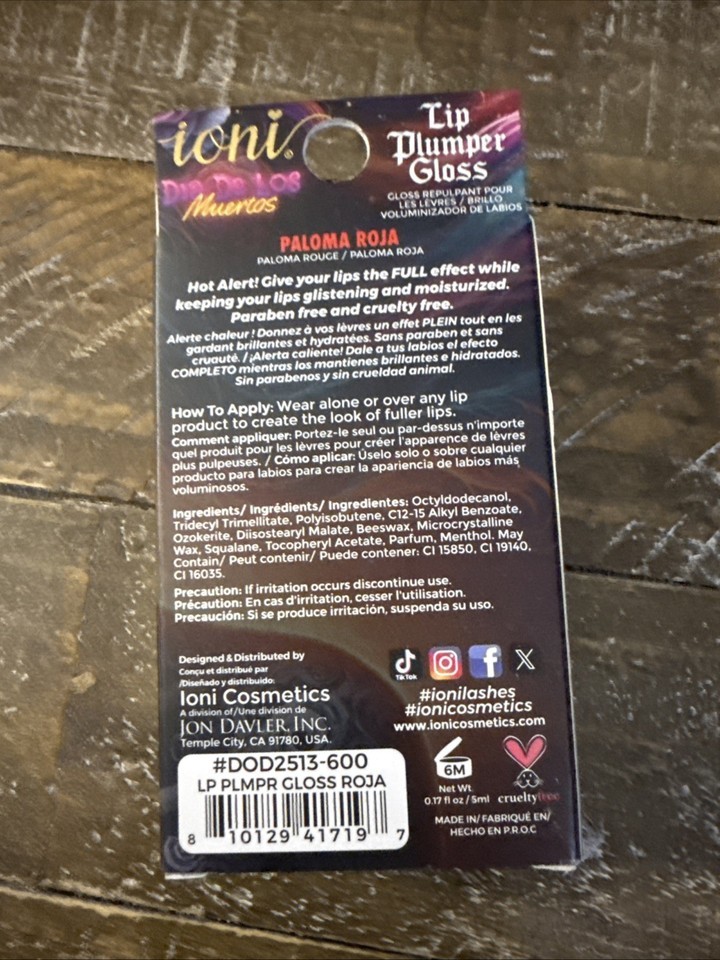 ioni®
Dia De Los
Muertos
Lip
Plumper
Gloss
GLOSS REPULPANT POUR
LES LÈVRES / BRILLO
VOLUMINIZADOR DE LABIOS
PALOMA ROJA
PALOMA ROUGE / PALOMA ROJA
Hot Alert! Give your lips the FULL effect while
keeping your lips glistening and moisturized.
Paraben free and cruelty free.
Alerte chaleur ! Donnez à vos lèvres un effet PLEIN tout en les
gardant brillantes et hydratées. Sans paraben et sans
cruauté. / ¡Alerta caliente! Dale a tus labios el efecto
COMPLETO mientras los mantienes brillantes e hidratados.
Sin parabenos y sin crueldad animal.
How To Apply: Wear alone or over any lip
product to create the look of fuller lips.
Comment appliquer: Portez-le seul ou par-dessus n'importe
quel produit pour les lèvres pour créer l'apparence de lèvres
plus pulpeuses. / Cómo aplicar: Úselo solo o sobre cualquier
producto para labios para crear la apariencia de labios más
voluminosos.
Ingredients/ Ingrédients/ Ingredientes: Octyldodecanol,
Tridecyl Trimellitate, Polyisobutene, C12-15 Alkyl Benzoate,
Ozokerite, Diisostearyl Malate, Beeswax, Microcrystalline
Wax, Squalane, Tocopheryl Acetate, Parfum, Menthol. May
Contain/ Peut contenir/ Puede contener: CI 15850, CI 19140,
CI 16035.
Precaution: If irritation occurs discontinue use.
Précaution: En cas d'irritation, cesser l'utilisation.
Precaución: Si se produce irritación, suspenda su uso.
Designed & Distributed by
Conçu et distribué par
/Diseñado y distribuido:
Ioni Cosmetics
A division of/Une division de
JON DAVLER, INC.
Temple City, CA 91780, USA.
TikTok
#ionilashes
#ionicosmetics
www.ionicosmetics.com
#DOD2513-600
LP PLMPR GLOSS ROJA
8 10129 41719 7
6M
Net Wt.
0.17 fl oz / 5ml
crueltyfree
MADE IN/ FABRIQUÉ EN/
HECHO EN P.R.O.C